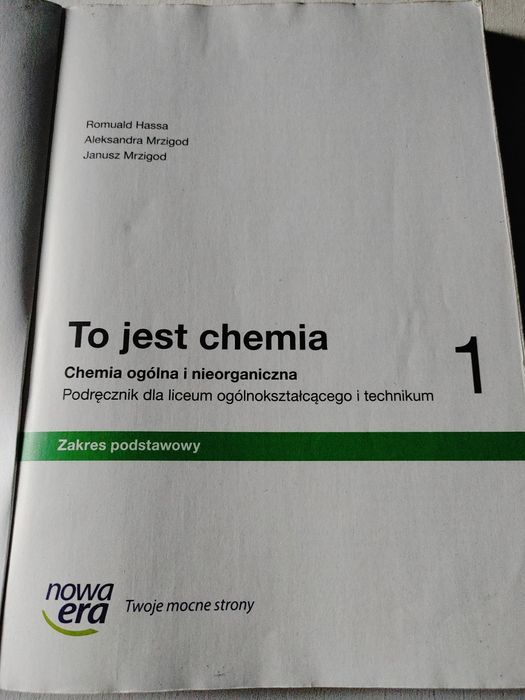 Romuald Hassa
Aleksandra Mrzigod
Janusz Mrzigod
To jest chemia 1
Chemia ogólna i nieorganiczna
Podręcznik dla liceum ogólnokształcącego i technikum
Zakres podstawowy
nowa
era
Twoje mocne strony